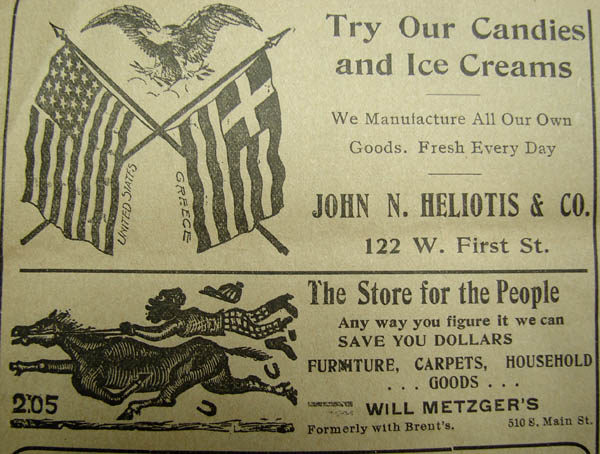 UNITED STATES
GREECE
Try Our Candies
and Ice Creams
We Manufacture All Our Own
Goods. Fresh Every Day
JOHN N. HELIOTIS & CO.
122 W. First St.
2:05
The Store for the People
Any way you figure it we can
SAVE YOU DOLLARS
FURNITURE, CARPETS, HOUSEHOLD
. . . GOODS . . .
WILL METZGER'S
Formerly with Brent's. 510 S. Main St.